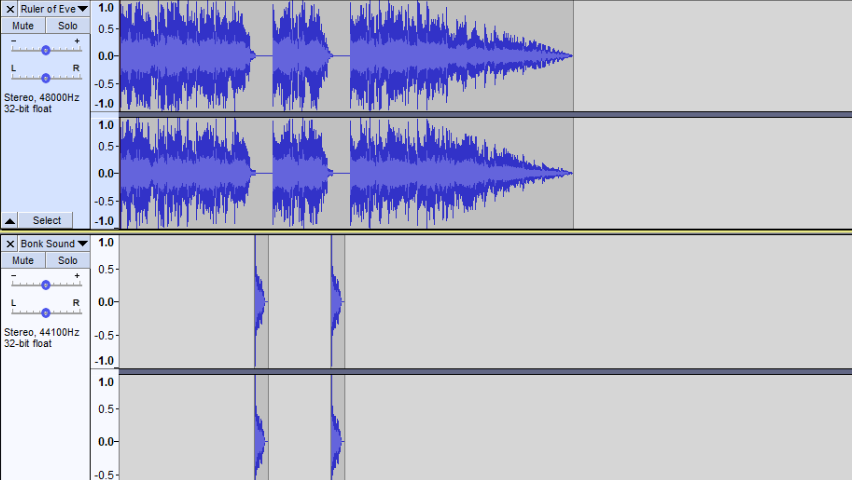 Ruler of Eve
Mute Solo
- +
L R
Stereo, 48000Hz
32-bit float
Select
1.0
0.5
0.0
-0.5
-1.0
1.0
0.5
0.0
-0.5
-1.0
Bonk Sound
Mute Solo
- +
L R
Stereo, 44100Hz
32-bit float
1.0
0.5
0.0
-0.5
-1.0
1.0
0.5
0.0
-0.5